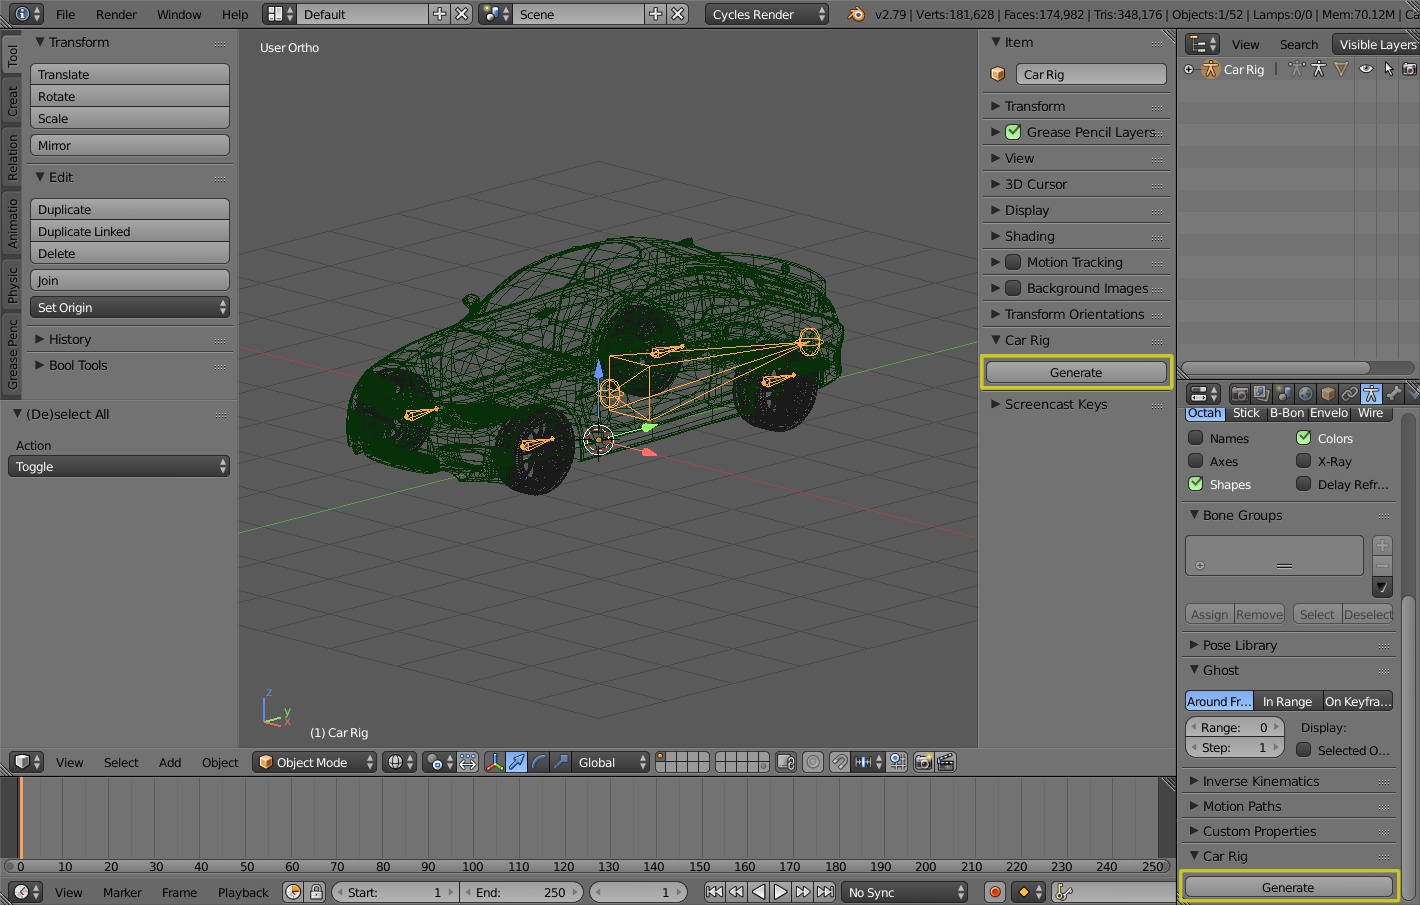 File Render Window Help Default Scene Cycles Render v2.79 | Verts:181,628 | Faces:174,982 | Tris:348,176 | Objects:1/52 | Lamps:0/0 | Mem:70.12M | Ca
Tool
Creat
Relation
Animatio
Physic
Grease Penc
Transform
Translate
Rotate
Scale
Mirror
Edit
Duplicate
Duplicate Linked
Delete
Join
Set Origin
History
Bool Tools
(De)select All
Action
Toggle
User Ortho
z
y
x
(1) Car Rig
Item
Car Rig
Transform
Grease Pencil Layers
View
3D Cursor
Display
Shading
Motion Tracking
Background Images
Transform Orientations
Car Rig
Generate
Screencast Keys
View Search Visible Layers
Car Rig
Octah Stick B-Bon Envelo Wire
Names Colors
Axes X-Ray
Shapes Delay Refr...
Bone Groups
Assign Remove Select Deselect
Pose Library
Ghost
Around Fr... In Range On Keyfra...
Range: 0 Display:
Step: 1 Selected O...
Inverse Kinematics
Motion Paths
Custom Properties
Car Rig
Generate
View Select Add Object Object Mode Global
0 10 20 30 40 50 60 70 80 90 100 110 120 130 140 150 160 170 180 190 200 210 220 230 240 250
View Marker Frame Playback Start: 1 End: 250 1 No Sync